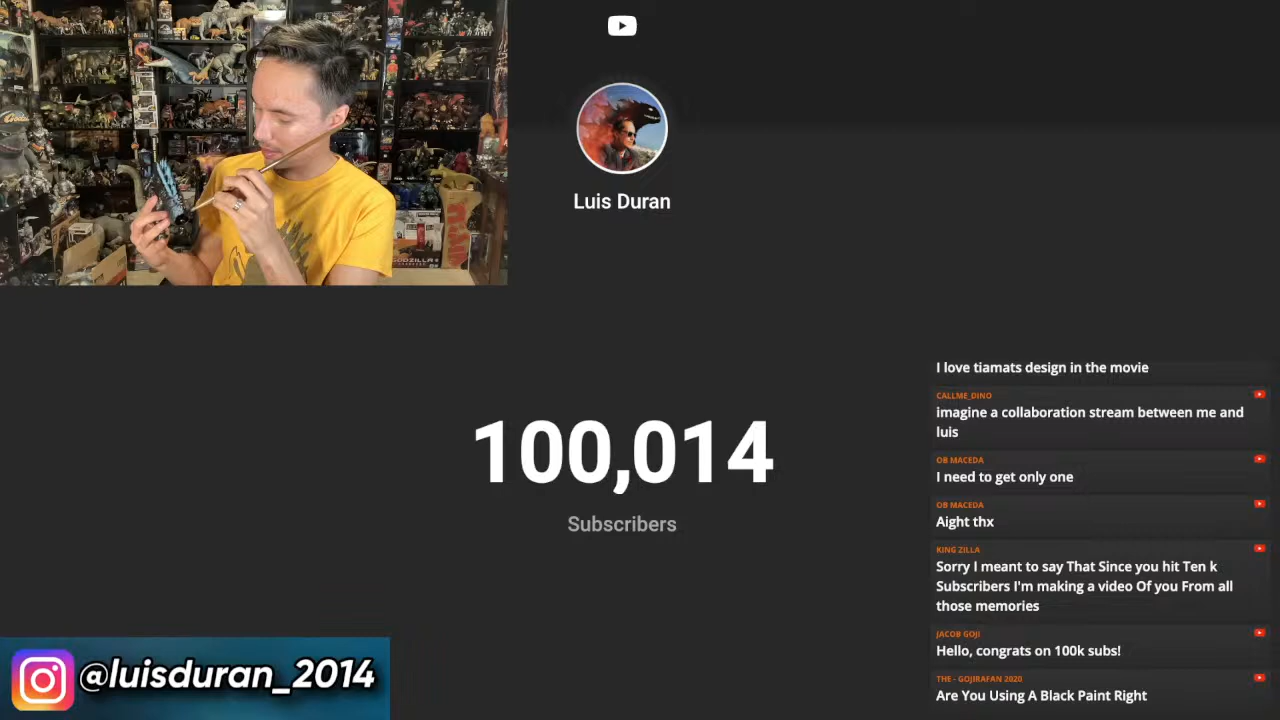 Luis Duran
100,014
Subscribers
I love tiamats design in the movie
CALLME_DINO
imagine a collaboration stream between me and
luis
OB MACEDA
I need to get only one
OB MACEDA
Aight thx
KING ZILLA
Sorry I meant to say That Since you hit Ten k
Subscribers I'm making a video Of you From all
those memories
JACOB GOJI
Hello, congrats on 100k subs!
THE - GOJIRAFAN 2020
Are You Using A Black Paint Right
@luisduran_2014
GODZILLA